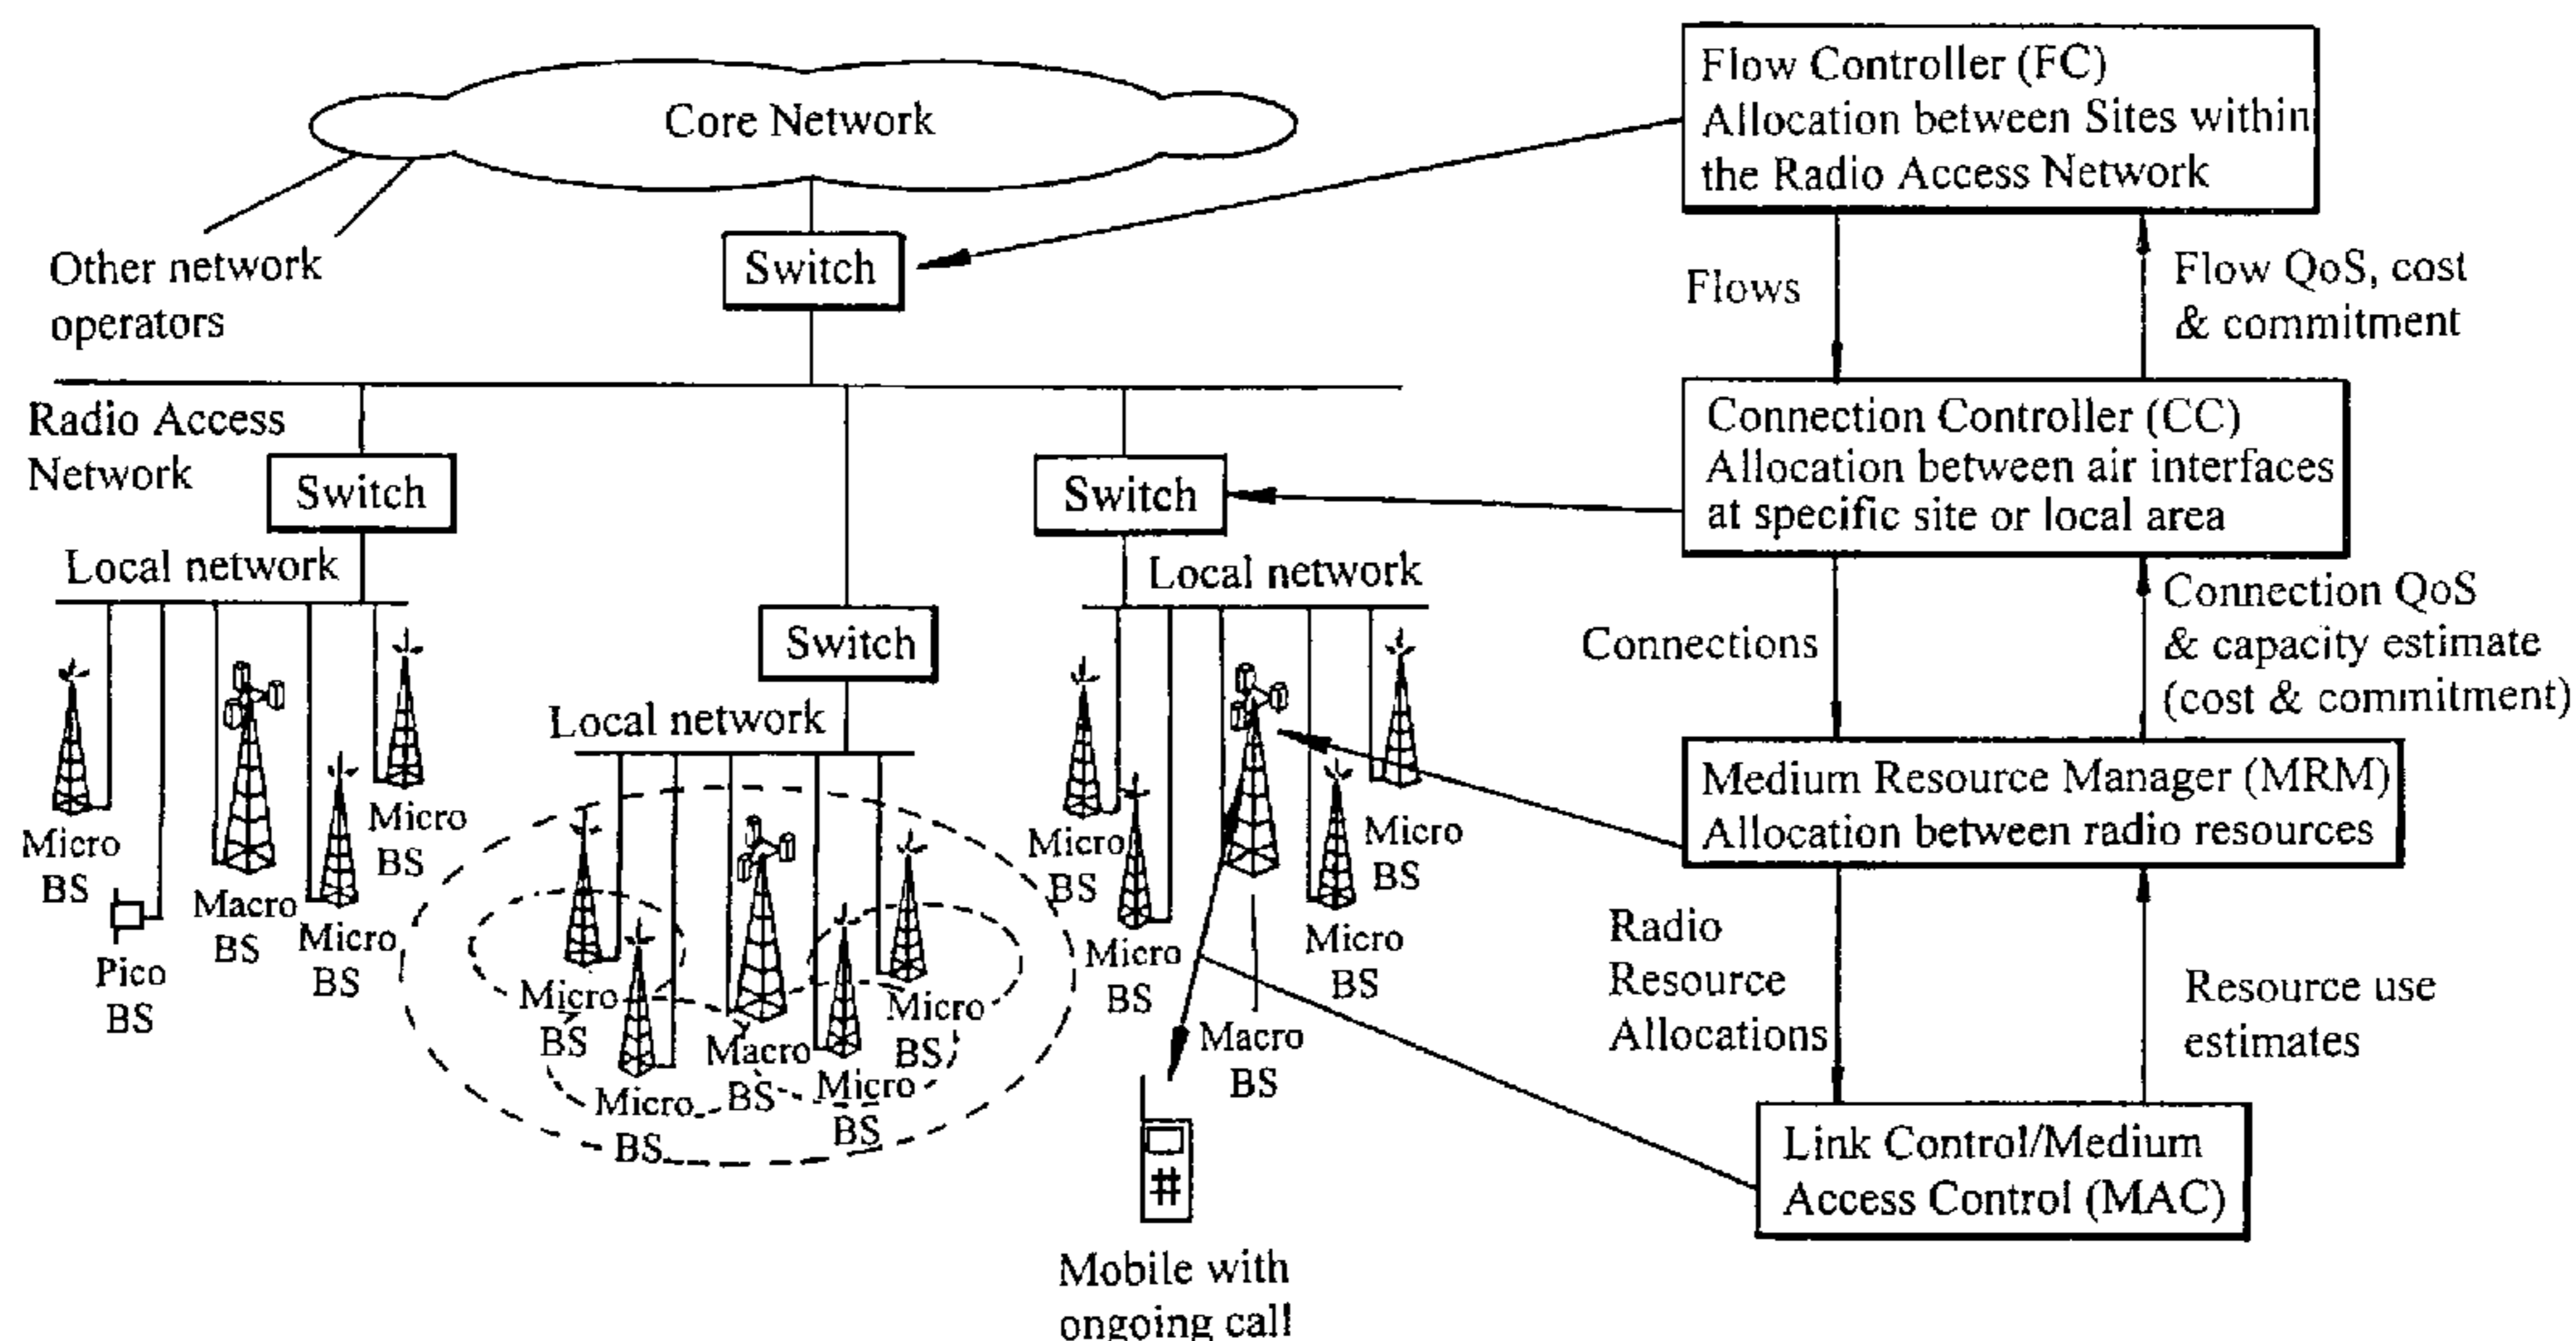 Core Network
Other network
operators
Switch
Radio Access
Network
Switch
Local network
Micro
BS
Pico
BS
Macro
BS
Micro
BS
Micro
BS
Switch
Local network
Micro
BS
Micro
BS
Macro
BS
Micro
BS
Micro
BS
Switch
Local network
Micro
BS
Micro
BS
Macro
BS
Micro
BS
Micro
BS
#
Mobile with
ongoing call
Flow Controller (FC)
Allocation between Sites within
the Radio Access Network
Flows
Flow QoS, cost
& commitment
Connection Controller (CC)
Allocation between air interfaces
at specific site or local area
Connections
Connection QoS
& capacity estimate
(cost & commitment)
Medium Resource Manager (MRM)
Allocation between radio resources
Radio
Resource
Allocations
Resource use
estimates
Link Control/Medium
Access Control (MAC)